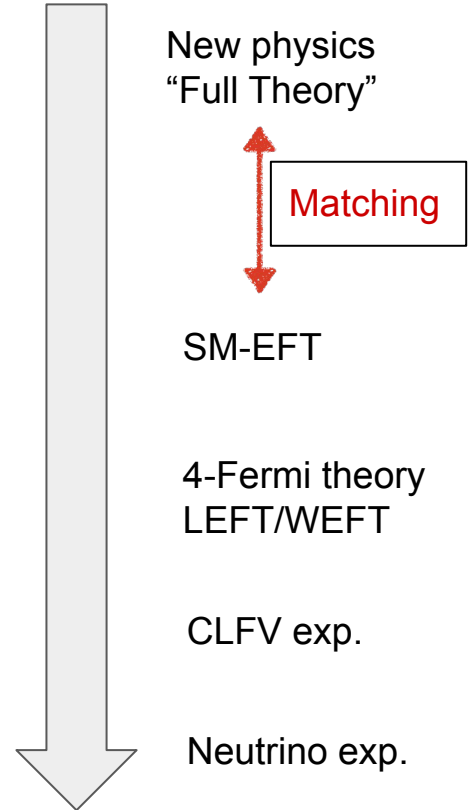 New physics
“Full Theory”
Matching
SM-EFT
4-Fermi theory
LEFT/WEFT
CLFV exp.
Neutrino exp.